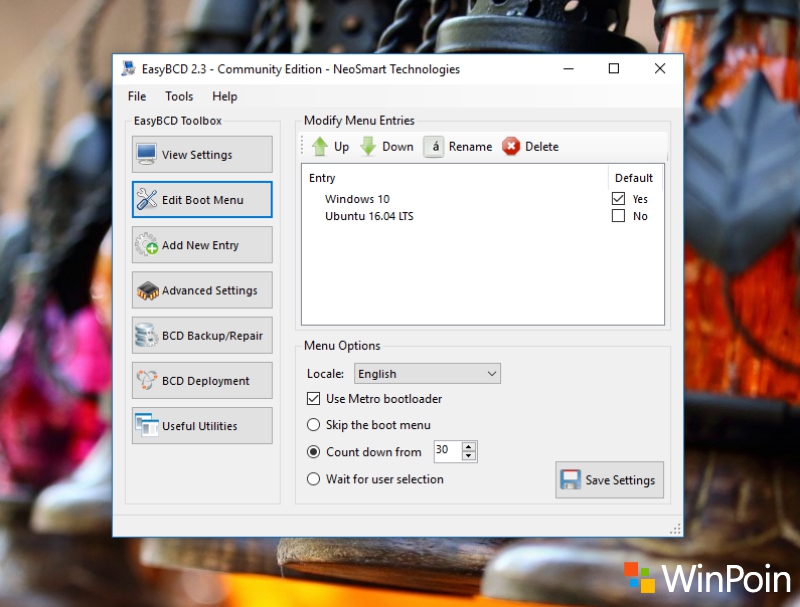 EasyBCD 2.3 - Community Edition - NeoSmart Technologies
File Tools Help
EasyBCD Toolbox
View Settings
Edit Boot Menu
Add New Entry
Advanced Settings
BCD Backup/Repair
BCD Deployment
Useful Utilities
Modify Menu Entries
Up Down á Rename Delete
Entry Default
Windows 10 Yes
Ubuntu 16.04 LTS No
Menu Options
Locale: English
Use Metro bootloader
Skip the boot menu
Count down from 30
Wait for user selection
Save Settings
WinPoin